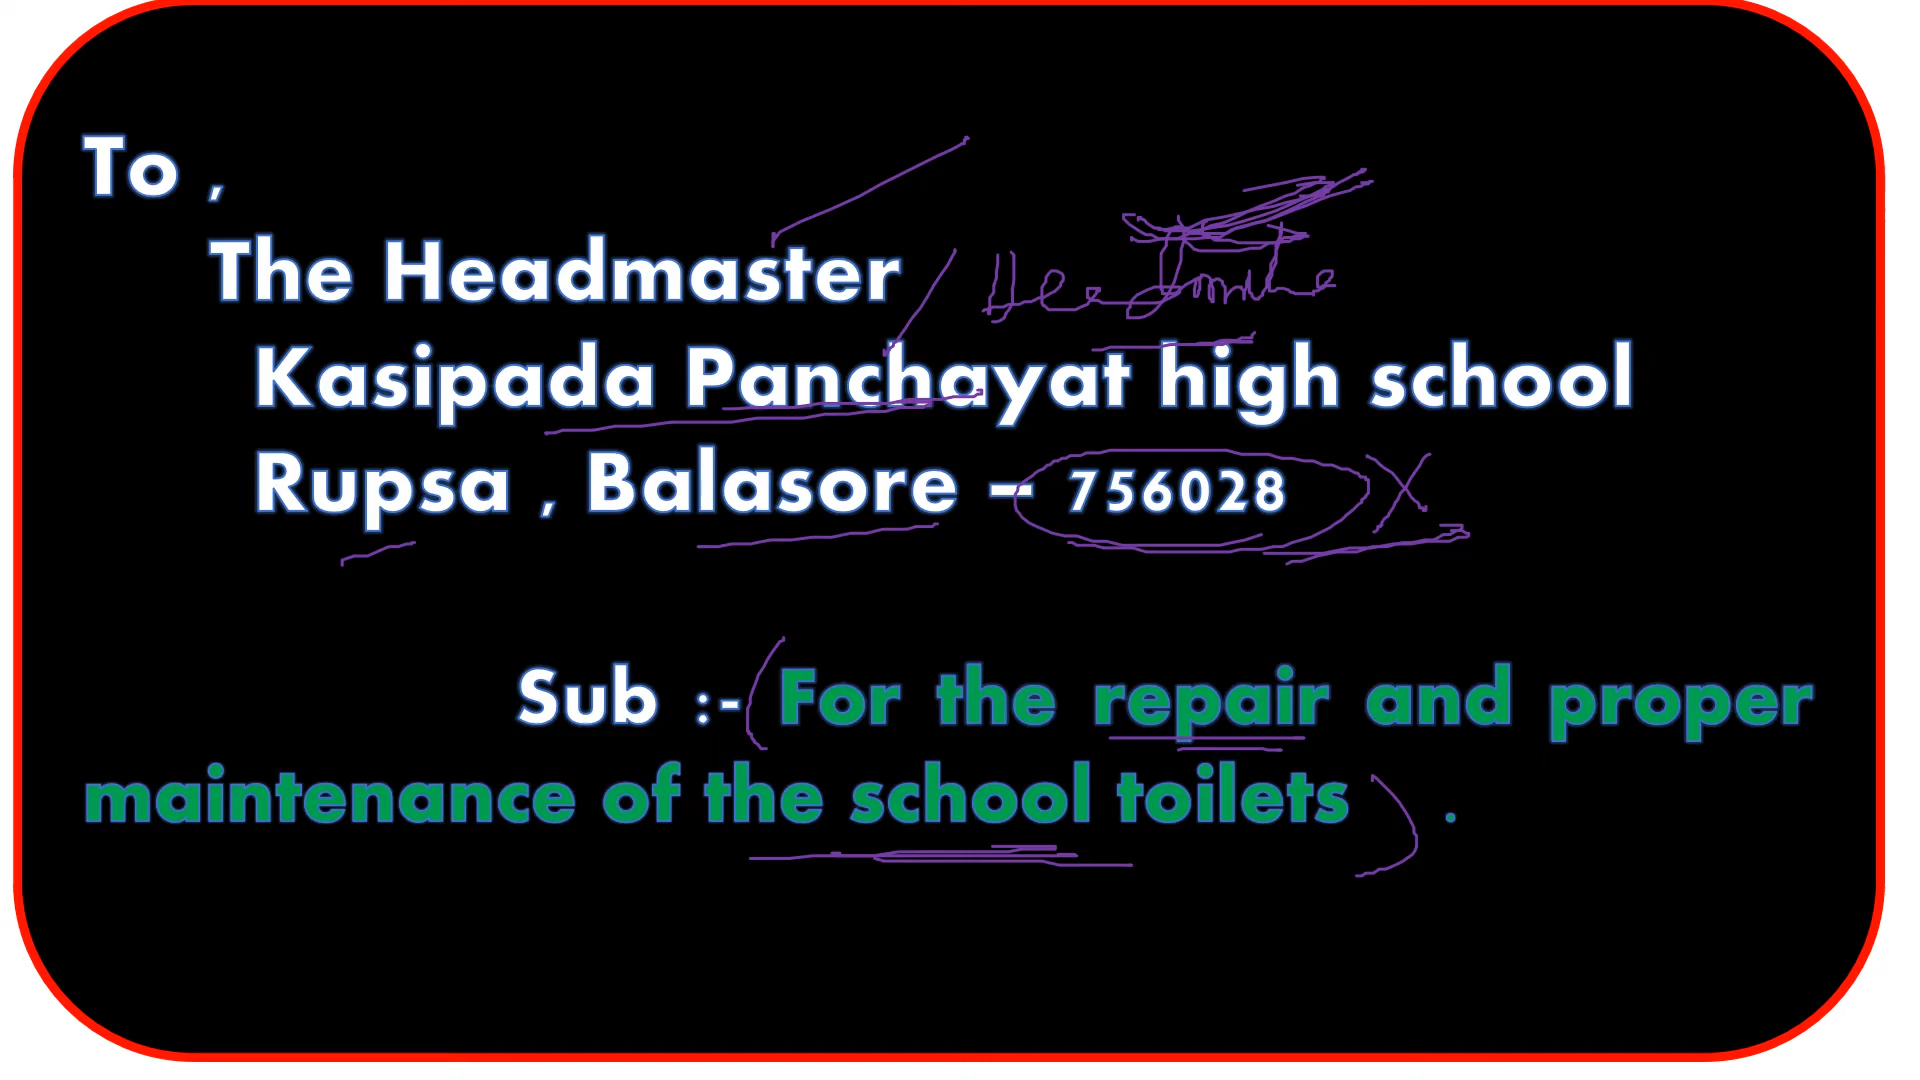 To ,
The Headmaster
Kasipada Panchayat high school
Rupsa , Balasore – 756028
Sub :- For the repair and proper
maintenance of the school toilets .